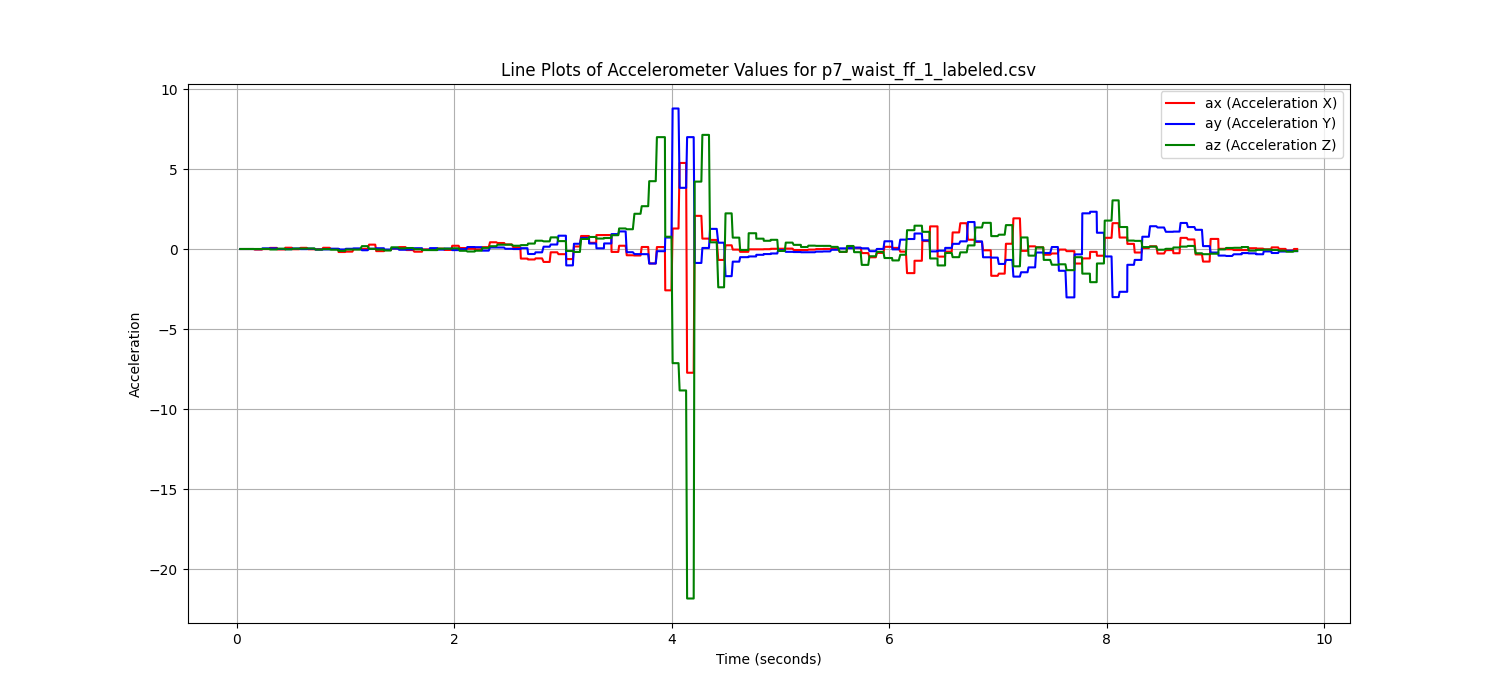 Line Plots of Accelerometer Values for p7_waist_ff_1_labeled.csv
ax (Acceleration X)
ay (Acceleration Y)
az (Acceleration Z)
Acceleration
10
5
0
−5
−10
−15
−20
0 2 4 6 8 10
Time (seconds)